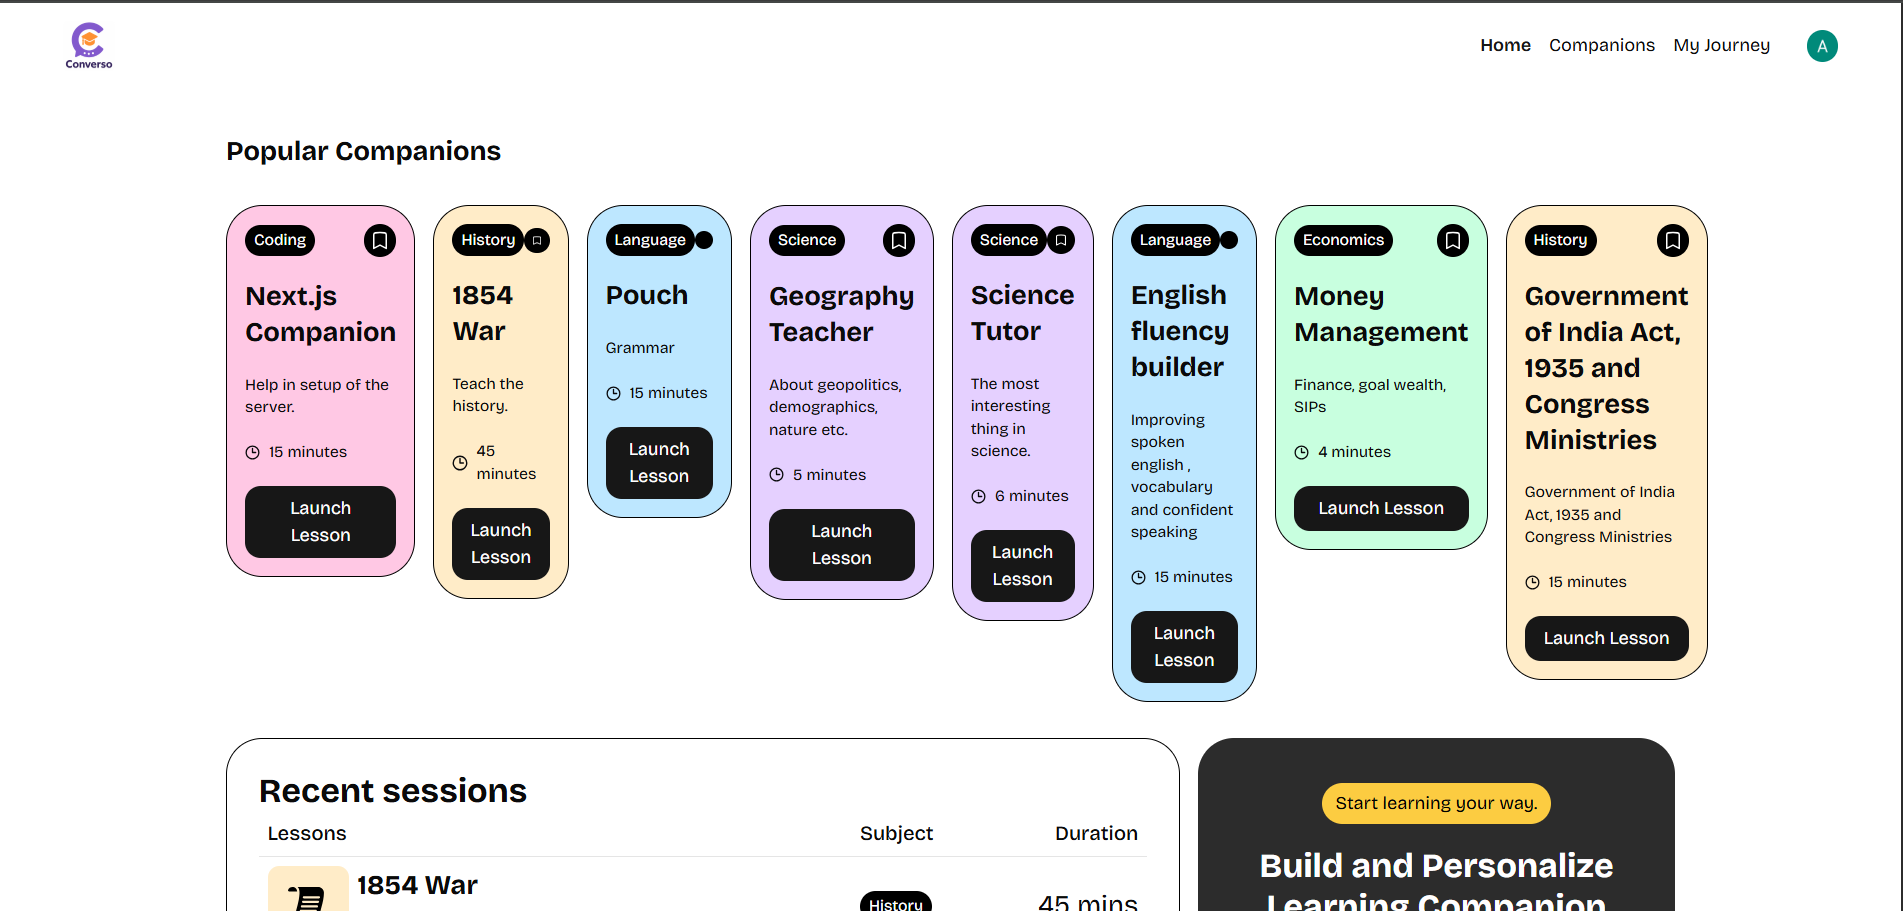 Converso
Home Companions My Journey A
Popular Companions
Coding
Next.js
Companion
Help in setup of the
server.
15 minutes
Launch
Lesson
History
1854
War
Teach the
history.
45
minutes
Launch
Lesson
Language
Pouch
Grammar
15 minutes
Launch
Lesson
Science
Geography
Teacher
About geopolitics,
demographics,
nature etc.
5 minutes
Launch
Lesson
Science
Science
Tutor
The most
interesting
thing in
science.
6 minutes
Launch
Lesson
Language
English
fluency
builder
Improving
spoken
english ,
vocabulary
and confident
speaking
15 minutes
Launch
Lesson
Economics
Money
Management
Finance, goal wealth,
SIPs
4 minutes
Launch Lesson
History
Government
of India Act,
1935 and
Congress
Ministries
Government of India
Act, 1935 and
Congress Ministries
15 minutes
Launch Lesson
Recent sessions
Lessons Subject Duration
1854 War
History
45 mins
Start learning your way.
Build and Personalize
Learning Companion